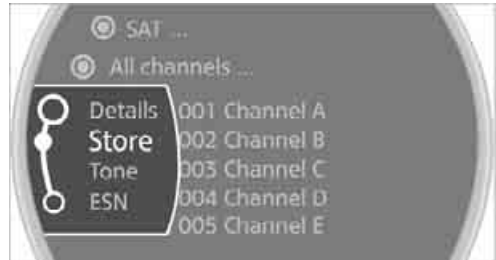 SAT ...
All channels ...
Details 001 Channel A
Store 002 Channel B
Tone 003 Channel C
ESN 004 Channel D
005 Channel E